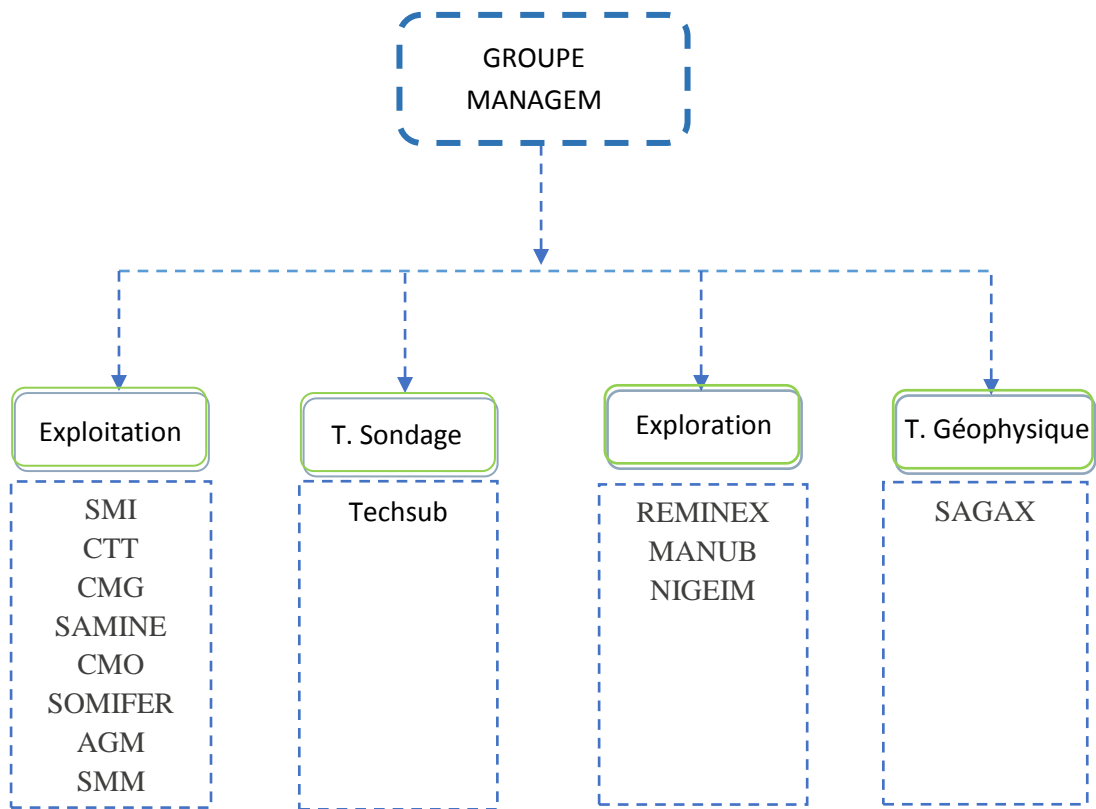 GROUPE
MANAGEM
Exploitation
T. Sondage
Exploration
T. Géophysique
SMI
CTT
CMG
SAMINE
CMO
SOMIFER
AGM
SMM
Techsub
REMINEX
MANUB
NIGEIM
SAGAX